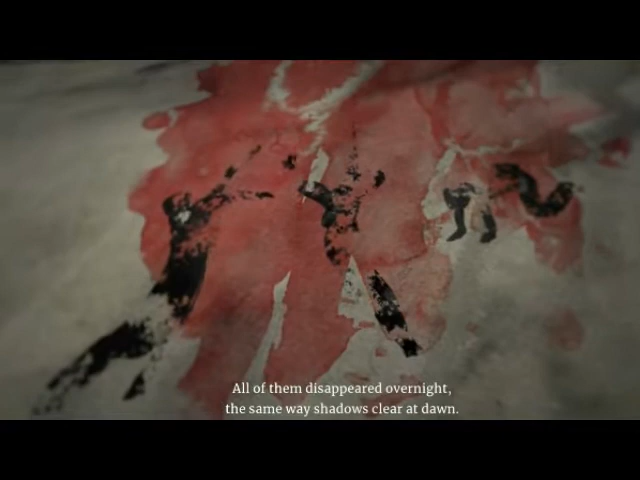 All of them disappeared overnight,
the same way shadows clear at dawn.